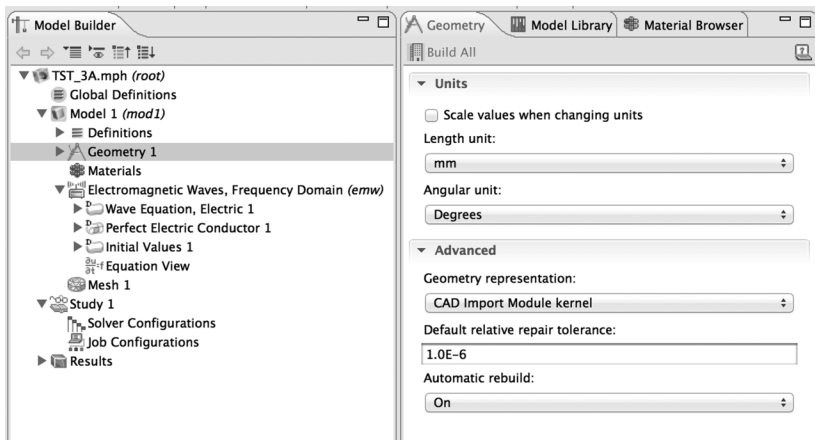 Model Builder
TST_3A.mph (root)
Global Definitions
Model 1 (mod1)
Definitions
Geometry 1
Materials
Electromagnetic Waves, Frequency Domain (emw)
Wave Equation, Electric 1
Perfect Electric Conductor 1
Initial Values 1
Equation View
Mesh 1
Study 1
Solver Configurations
Job Configurations
Results
Geometry Model Library Material Browser
Build All
Units
Scale values when changing units
Length unit:
mm
Angular unit:
Degrees
Advanced
Geometry representation:
CAD Import Module kernel
Default relative repair tolerance:
1.0E-6
Automatic rebuild:
On